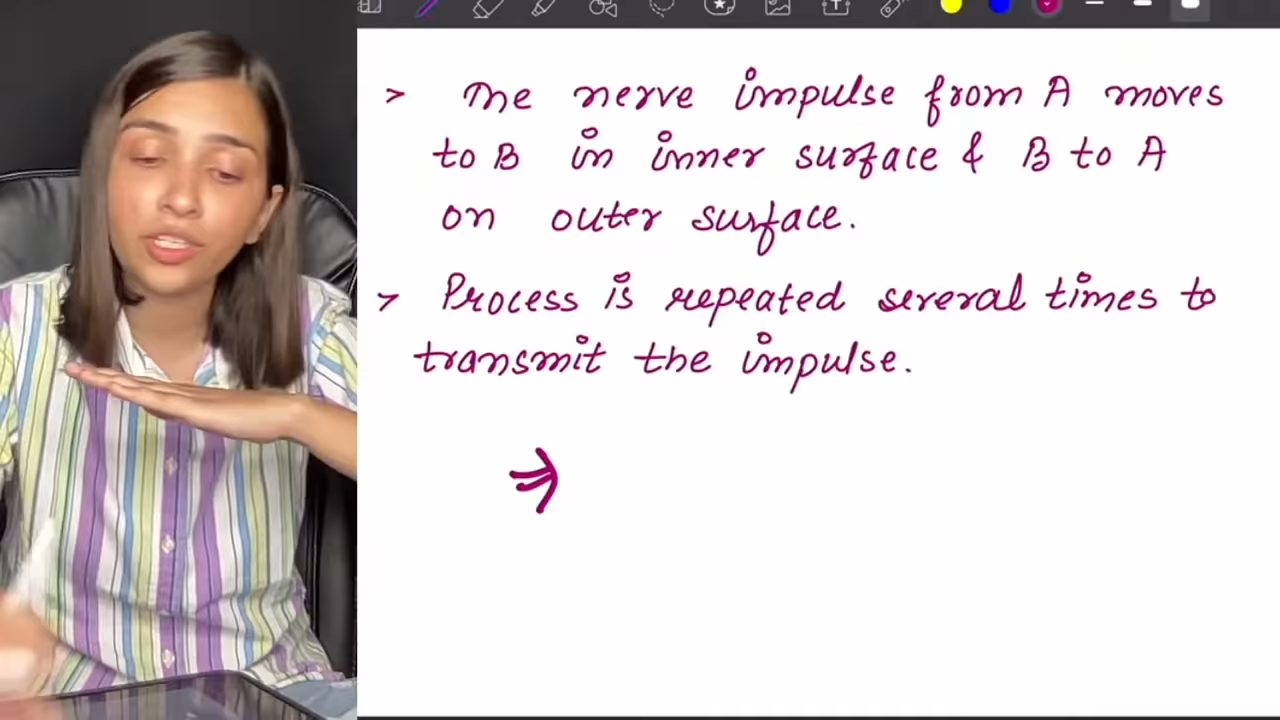 > The nerve impulse from A moves
to B in inner surface & B to A
on outer surface.
> Process is repeated several times to
transmit the impulse.
⇒